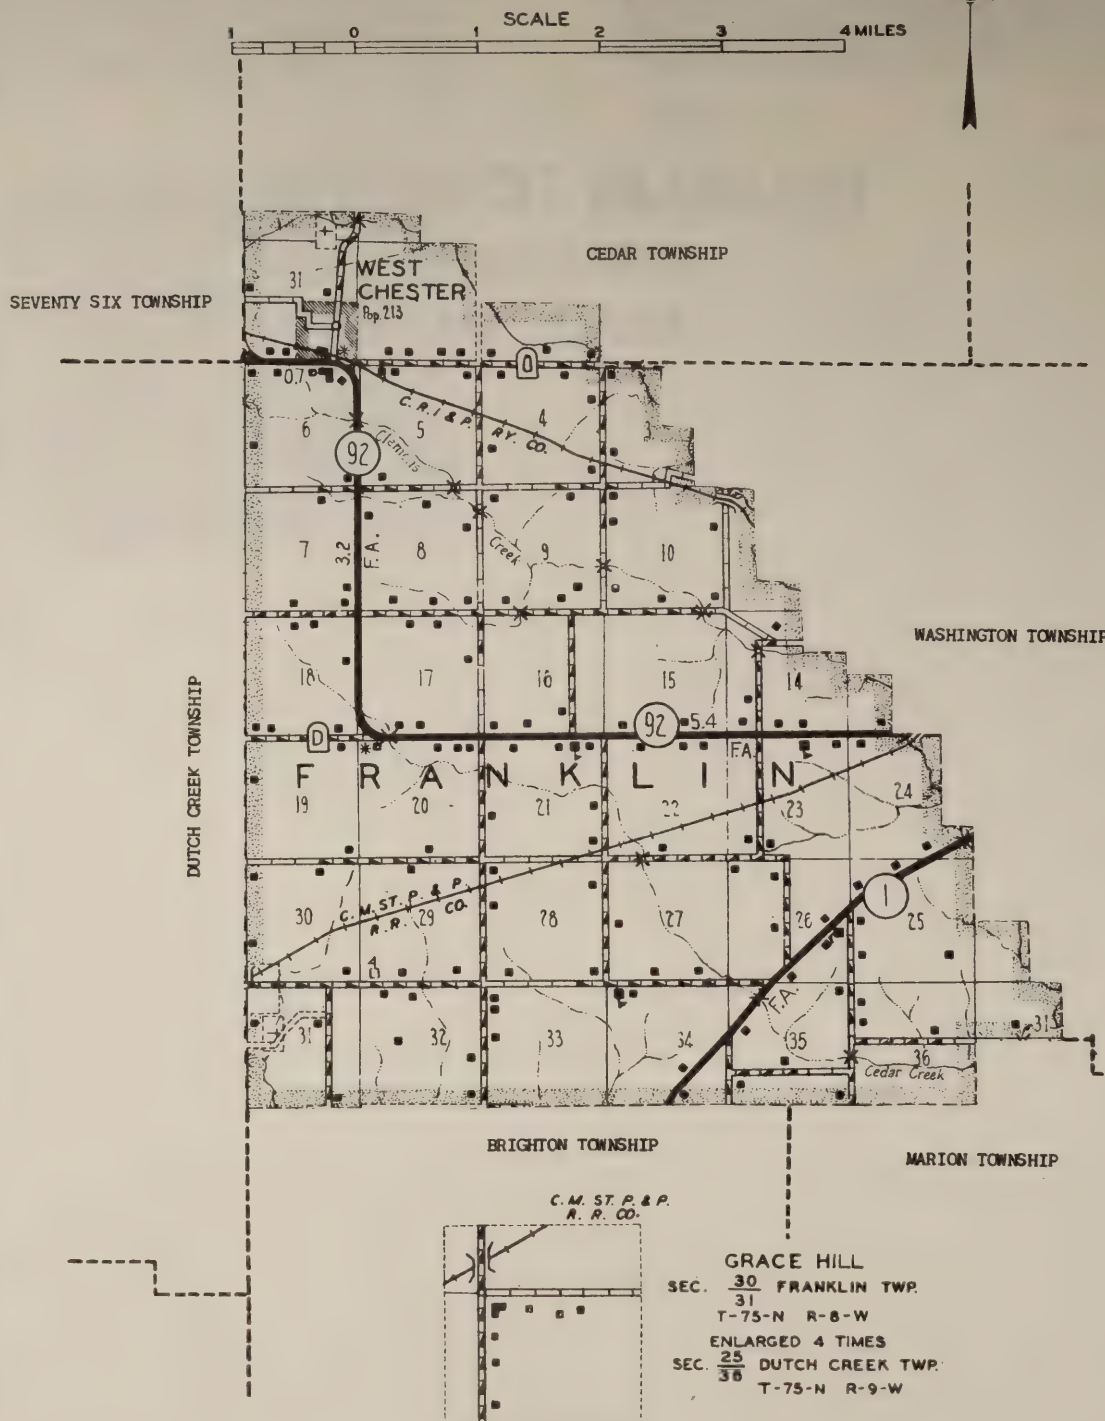 SCALE
1 0 1 2 3 4 MILES
CEDAR TOWNSHIP
SEVENTY SIX TOWNSHIP
31
WEST
CHESTER
Pop. 213
0.7
O
6
5
4
3
C. R. I & P.
RY. CO.
Clemons
92
7
3.2
F.A.
8
Creek
9
10
WASHINGTON TOWNSHIP
DUTCH CREEK TOWNSHIP
18
17
16
15
14
D
92
5.4
F.A.
FRANKLIN
19
20
21
22
23
24
C. M. ST. P & P
R. R. CO.
30
29
28
27
26
25
1
F.A.
31
32
33
34
35
36
31
Cedar Creek
BRIGHTON TOWNSHIP
MARION TOWNSHIP
C. M. ST. P. & P.
R. R. CO.
GRACE HILL
SEC. 30/31 FRANKLIN TWP.
T-75-N R-8-W
ENLARGED 4 TIMES
SEC. 25/36 DUTCH CREEK TWP.
T-75-N R-9-W